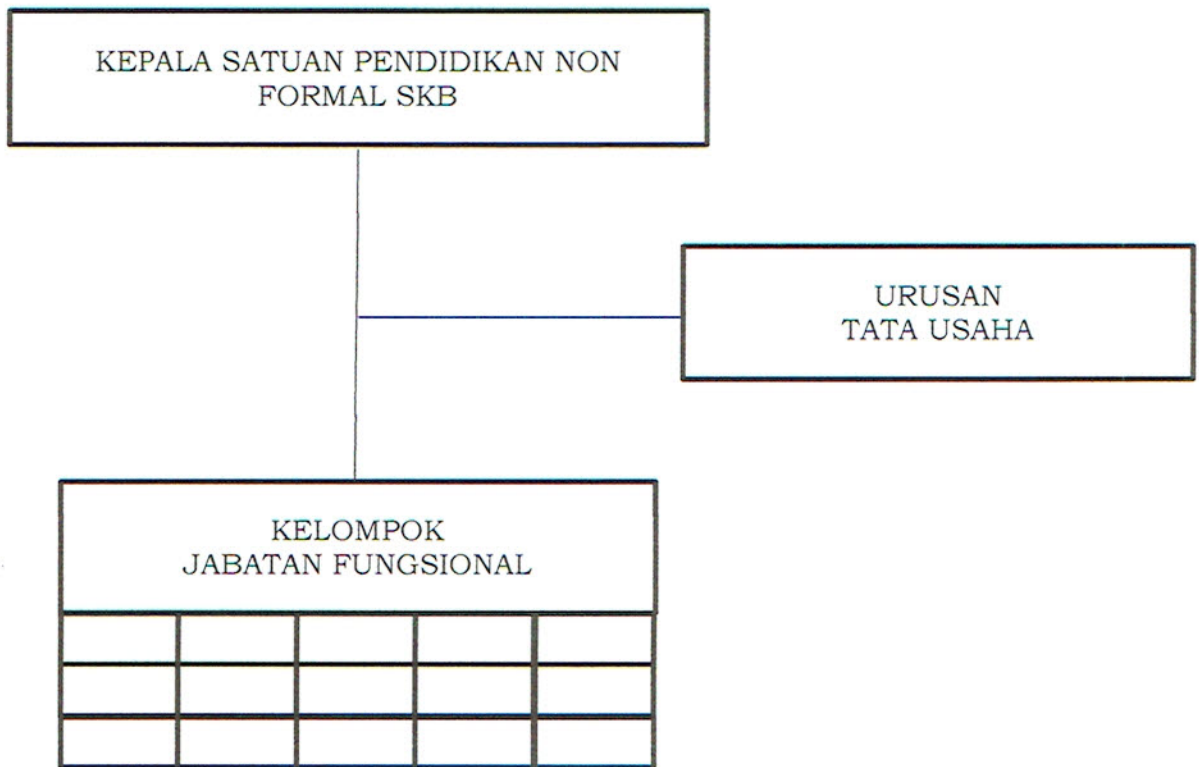 KEPALA SATUAN PENDIDIKAN NON
FORMAL SKB
URUSAN
TATA USAHA
KELOMPOK
JABATAN FUNGSIONAL